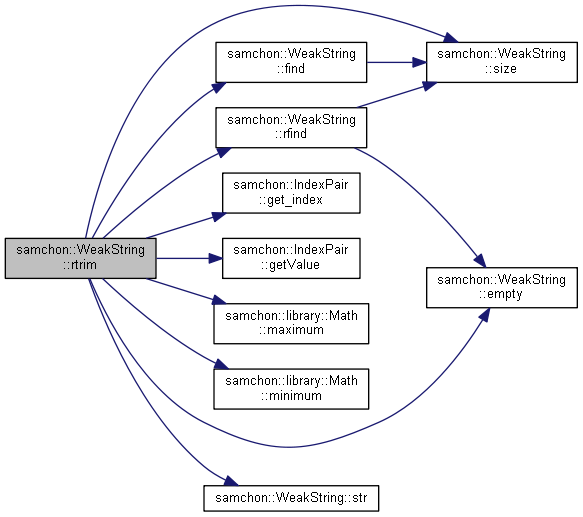 samchon::WeakString
::rtrim
samchon::WeakString
::find
samchon::WeakString
::rfind
samchon::IndexPair
::get_index
samchon::IndexPair
::getValue
samchon::library::Math
::maximum
samchon::library::Math
::minimum
samchon::WeakString::str
samchon::WeakString
::size
samchon::WeakString
::empty